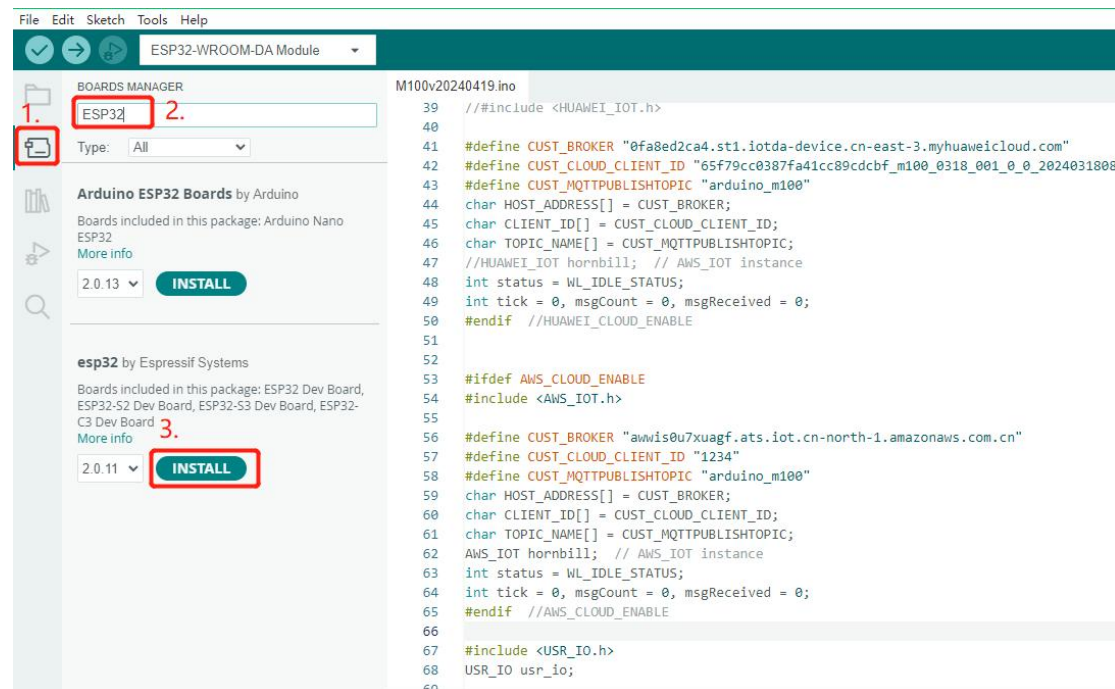 File Edit Sketch Tools Help
ESP32-WROOM-DA Module
BOARDS MANAGER
1.
ESP32
2.
Type: All
Arduino ESP32 Boards by Arduino
Boards included in this package: Arduino Nano
ESP32
More info
2.0.13 INSTALL
esp32 by Espressif Systems
Boards included in this package: ESP32 Dev Board,
ESP32-S2 Dev Board, ESP32-S3 Dev Board, ESP32-
C3 Dev Board
More info
3.
2.0.11 INSTALL
M100v20240419.ino
39 //#include <HUAWEI_IOT.h>
40
41 #define CUST_BROKER "0fa8ed2ca4.st1.iotda-device.cn-east-3.myhuaweicloud.com"
42 #define CUST_CLOUD_CLIENT_ID "65f79cc0387fa41cc89cdcbf_m100_0318_001_0_0_2024031808
43 #define CUST_MQTTPUBLISHTOPIC "arduino_m100"
44 char HOST_ADDRESS[] = CUST_BROKER;
45 char CLIENT_ID[] = CUST_CLOUD_CLIENT_ID;
46 char TOPIC_NAME[] = CUST_MQTTPUBLISHTOPIC;
47 //HUAWEI_IOT hornbill; // AWS_IOT instance
48 int status = WL_IDLE_STATUS;
49 int tick = 0, msgCount = 0, msgReceived = 0;
50 #endif //HUAWEI_CLOUD_ENABLE
51
52
53 #ifdef AWS_CLOUD_ENABLE
54 #include <AWS_IOT.h>
55
56 #define CUST_BROKER "awwis0u7xuagf.ats.iot.cn-north-1.amazonaws.com.cn"
57 #define CUST_CLOUD_CLIENT_ID "1234"
58 #define CUST_MQTTPUBLISHTOPIC "arduino_m100"
59 char HOST_ADDRESS[] = CUST_BROKER;
60 char CLIENT_ID[] = CUST_CLOUD_CLIENT_ID;
61 char TOPIC_NAME[] = CUST_MQTTPUBLISHTOPIC;
62 AWS_IOT hornbill; // AWS_IOT instance
63 int status = WL_IDLE_STATUS;
64 int tick = 0, msgCount = 0, msgReceived = 0;
65 #endif //AWS_CLOUD_ENABLE
66
67 #include <USR_IO.h>
68 USR_IO usr_io;
69